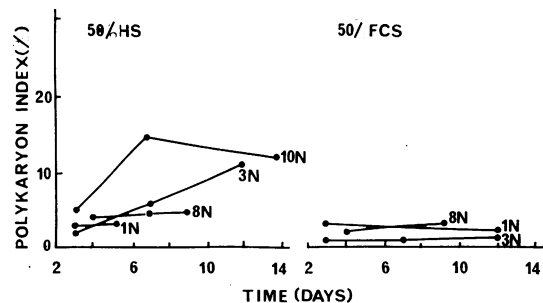 50% HS
50/ FCS
POLYKARYON INDEX(/)
20
10
0
10N
3N
8N
1N
8N
1N
3N
2 6 10 14 2 6 10 14
TIME (DAYS)